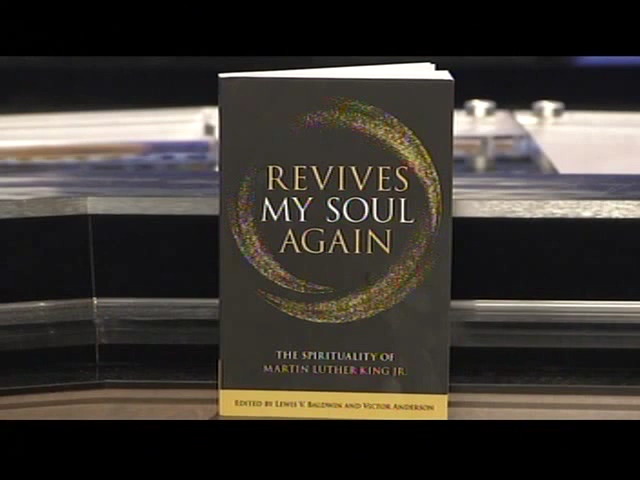 REVIVES
MY SOUL
AGAIN
THE SPIRITUALITY OF
MARTIN LUTHER KING JR.
EDITED BY LEWIS V. BALDWIN AND VICTOR ANDERSON